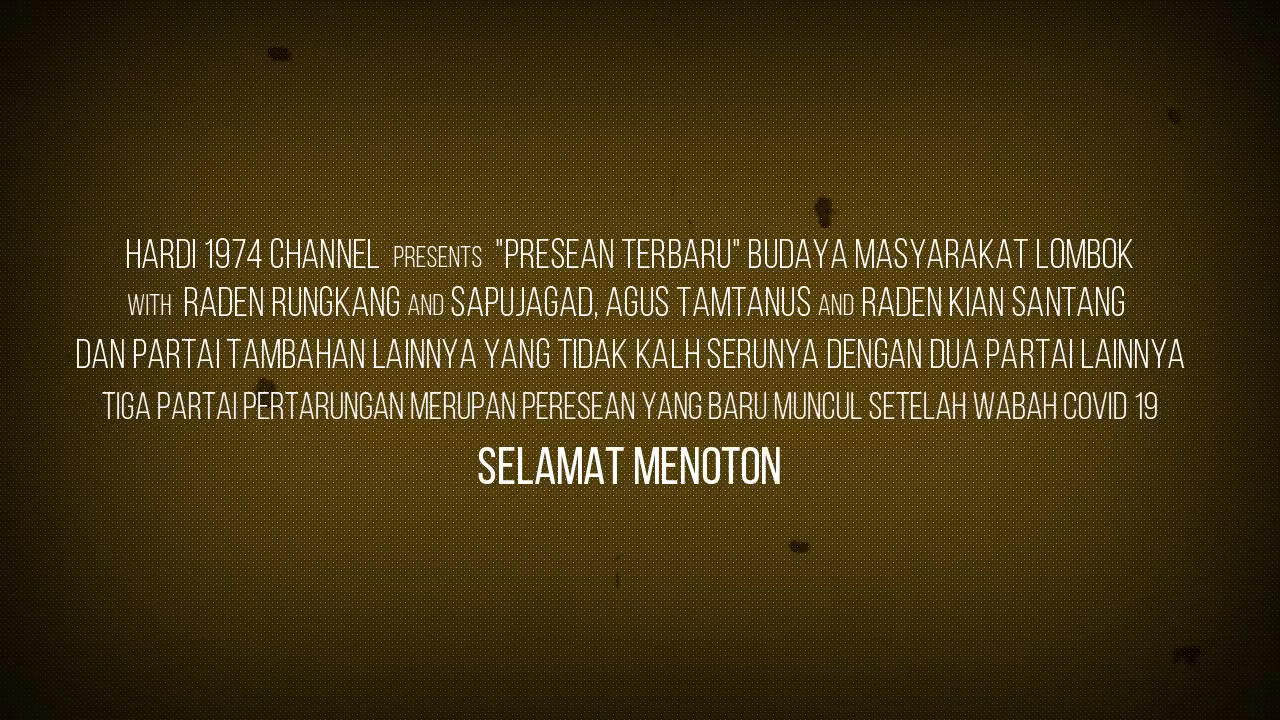 HARDI 1974 CHANNEL PRESENTS "PRESEAN TERBARU" BUDAYA MASYARAKAT LOMBOK
WITH RADEN RUNGKANG AND SAPUJAGAD, AGUS TAMTANUS AND RADEN KIAN SANTANG
DAN PARTAI TAMBAHAN LAINNYA YANG TIDAK KALH SERUNYA DENGAN DUA PARTAI LAINNYA
TIGA PARTAI PERTARUNGAN MERUPAN PERESEAN YANG BARU MUNCUL SETELAH WABAH COVID 19
SELAMAT MENOTON